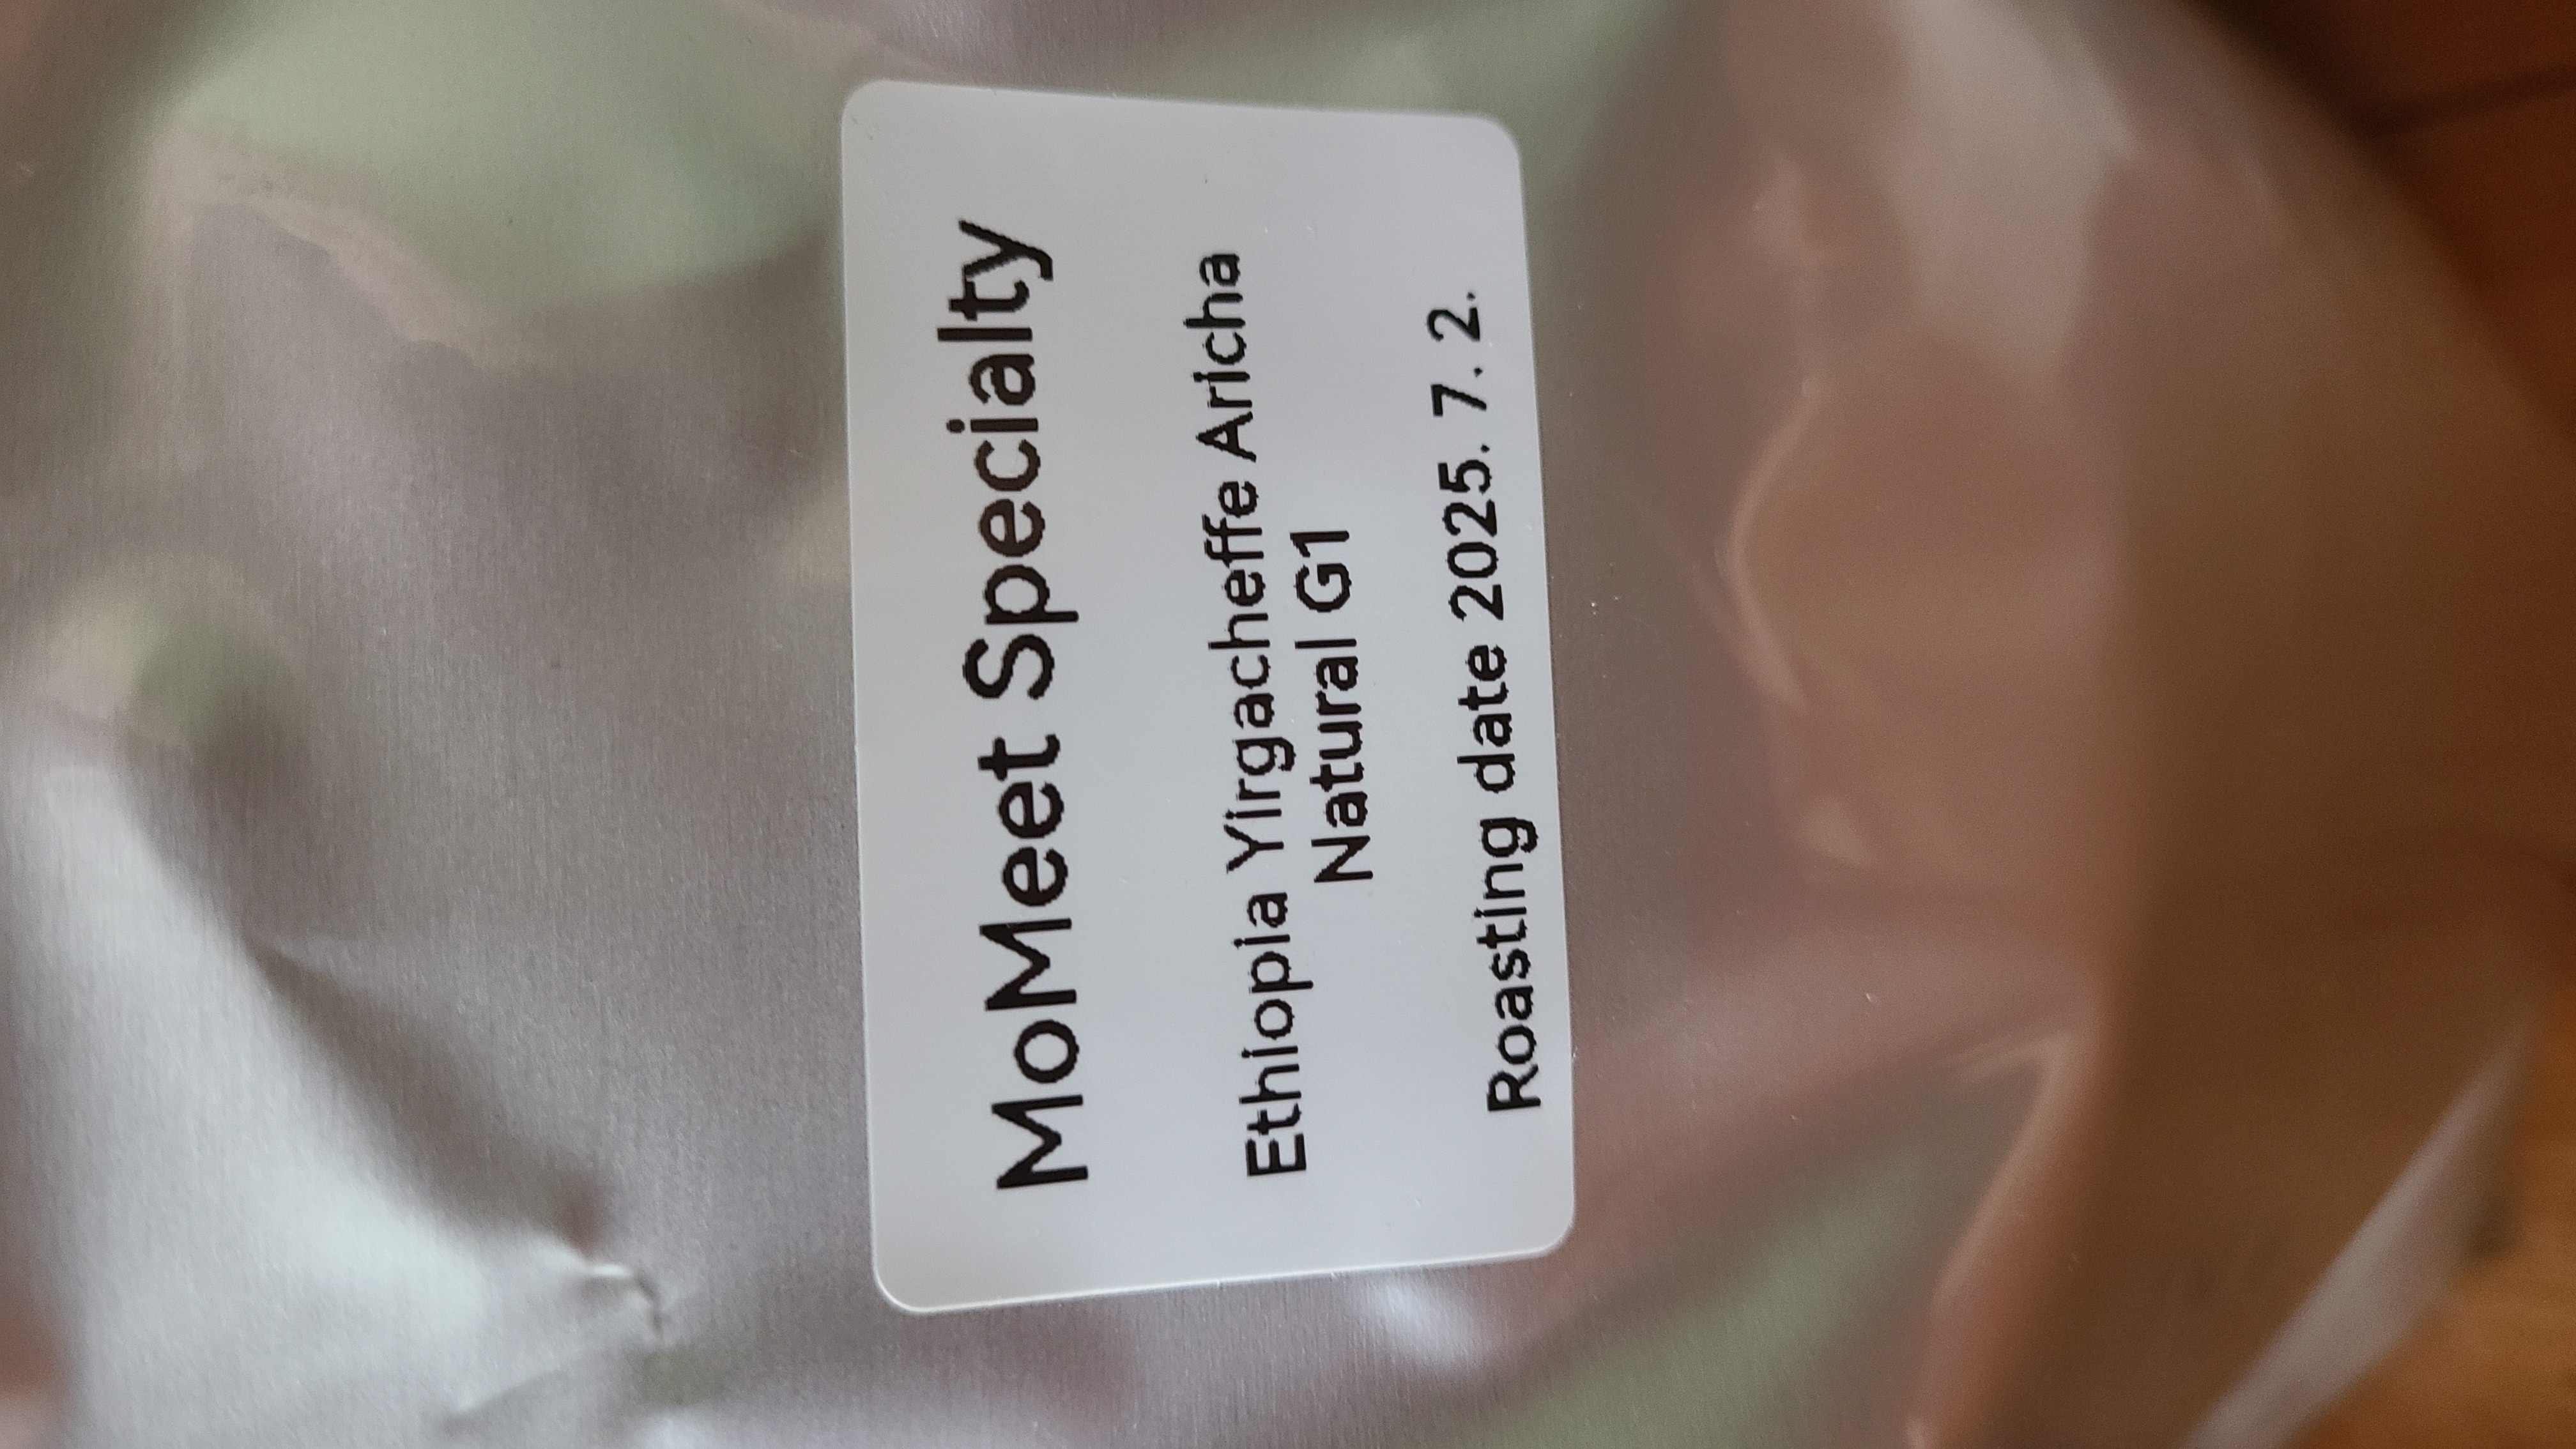 MoMeet Specialty
Ethiopia Yirgacheffe Aricha
Natural G1
Roasting date 2025. 7. 2.